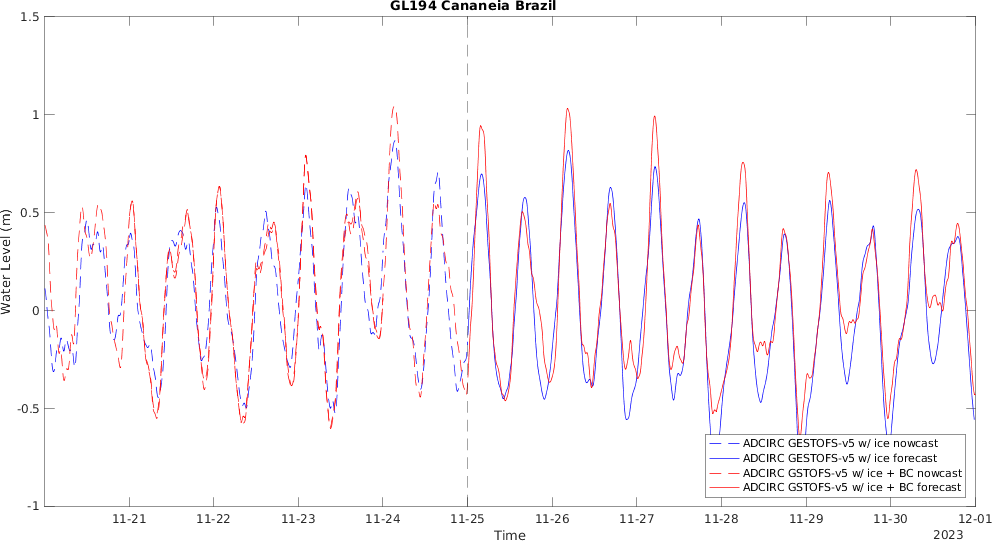 GL194 Cananeia Brazil
1.5
1
0.5
0
-0.5
-1
Water Level (m)
11-21
11-22
11-23
11-24
11-25
11-26
11-27
11-28
11-29
11-30
12-01
Time
2023
ADCIRC GESTOFS-v5 w/ ice nowcast
ADCIRC GESTOFS-v5 w/ ice forecast
ADCIRC GSTOFS-v5 w/ ice + BC nowcast
ADCIRC GSTOFS-v5 w/ ice + BC forecast